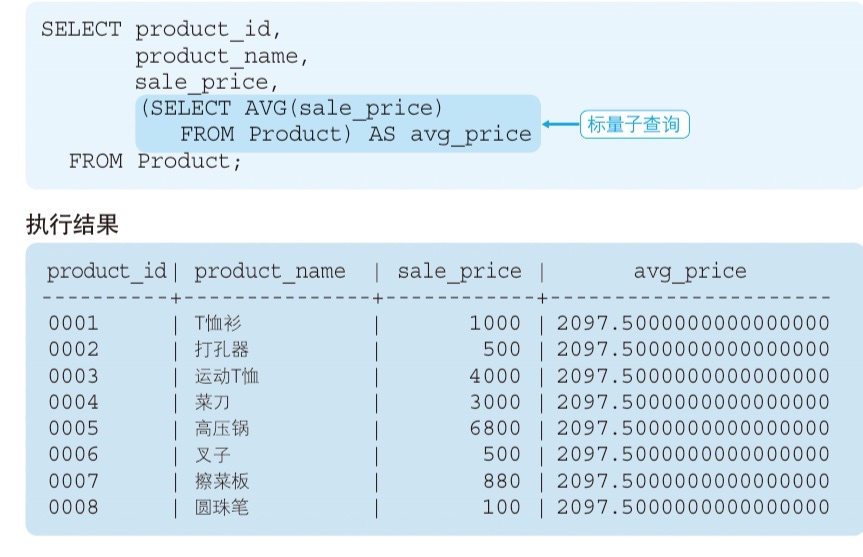 SELECT product_id,
product_name,
sale_price,
(SELECT AVG(sale_price)
FROM Product) AS avg_price
标量子查询
FROM Product;
执行结果
product_id| product_name | sale_price | avg_price
----------+---------------+------------+----------------------
0001 | T恤衫 | 1000 | 2097.5000000000000000
0002 | 打孔器 | 500 | 2097.5000000000000000
0003 | 运动T恤 | 4000 | 2097.5000000000000000
0004 | 菜刀 | 3000 | 2097.5000000000000000
0005 | 高压锅 | 6800 | 2097.5000000000000000
0006 | 叉子 | 500 | 2097.5000000000000000
0007 | 擦菜板 | 880 | 2097.5000000000000000
0008 | 圆珠笔 | 100 | 2097.5000000000000000